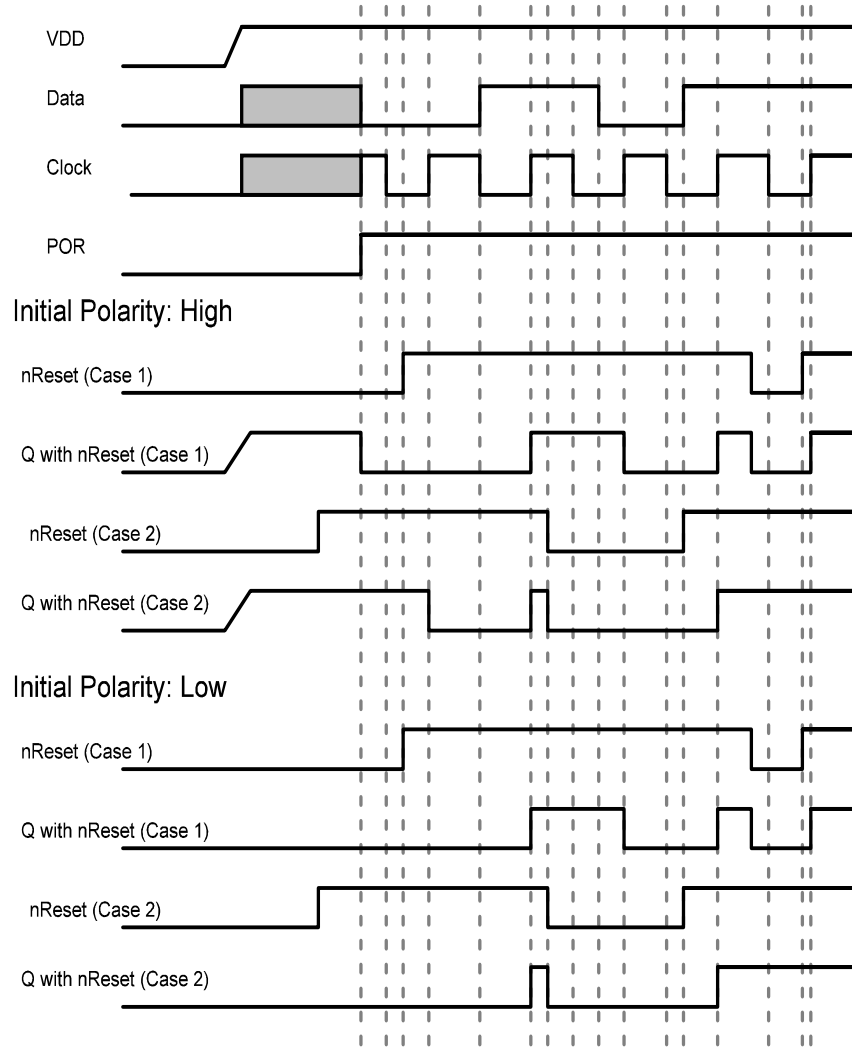 VDD
Data
Clock
POR
Initial Polarity: High
nReset (Case 1)
Q with nReset (Case 1)
nReset (Case 2)
Q with nReset (Case 2)
Initial Polarity: Low
nReset (Case 1)
Q with nReset (Case 1)
nReset (Case 2)
Q with nReset (Case 2)